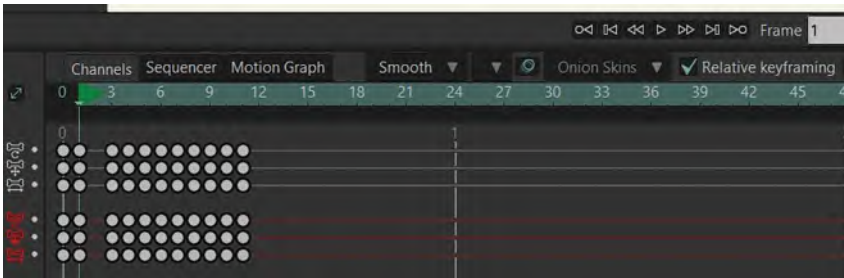 Frame 1
Channels Sequencer Motion Graph Smooth Onion Skins Relative keyframing
0 3 6 9 12 15 18 21 24 27 30 33 36 39 42 45
0 1